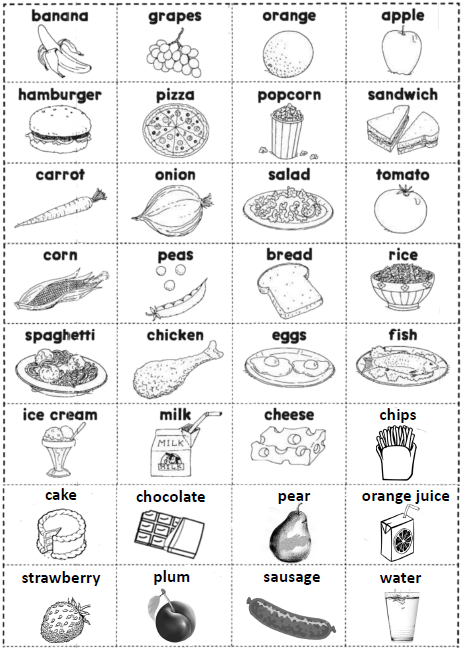 banana grapes orange apple
hamburger pizza popcorn sandwich
carrot onion salad tomato
corn peas bread rice
spaghetti chicken eggs fish
ice cream milk cheese chips
MILK
MILK
cake chocolate pear orange juice
strawberry plum sausage water